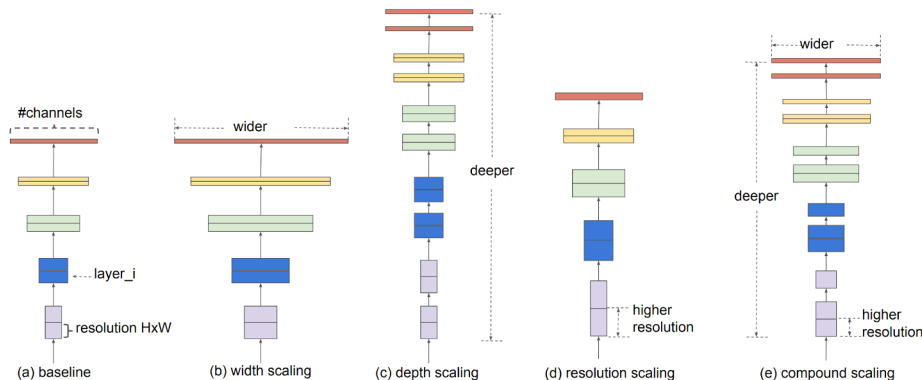 #channels
layer_i
resolution HxW
(a) baseline
wider
(b) width scaling
deeper
(c) depth scaling
higher
resolution
(d) resolution scaling
wider
deeper
higher
resolution
(e) compound scaling